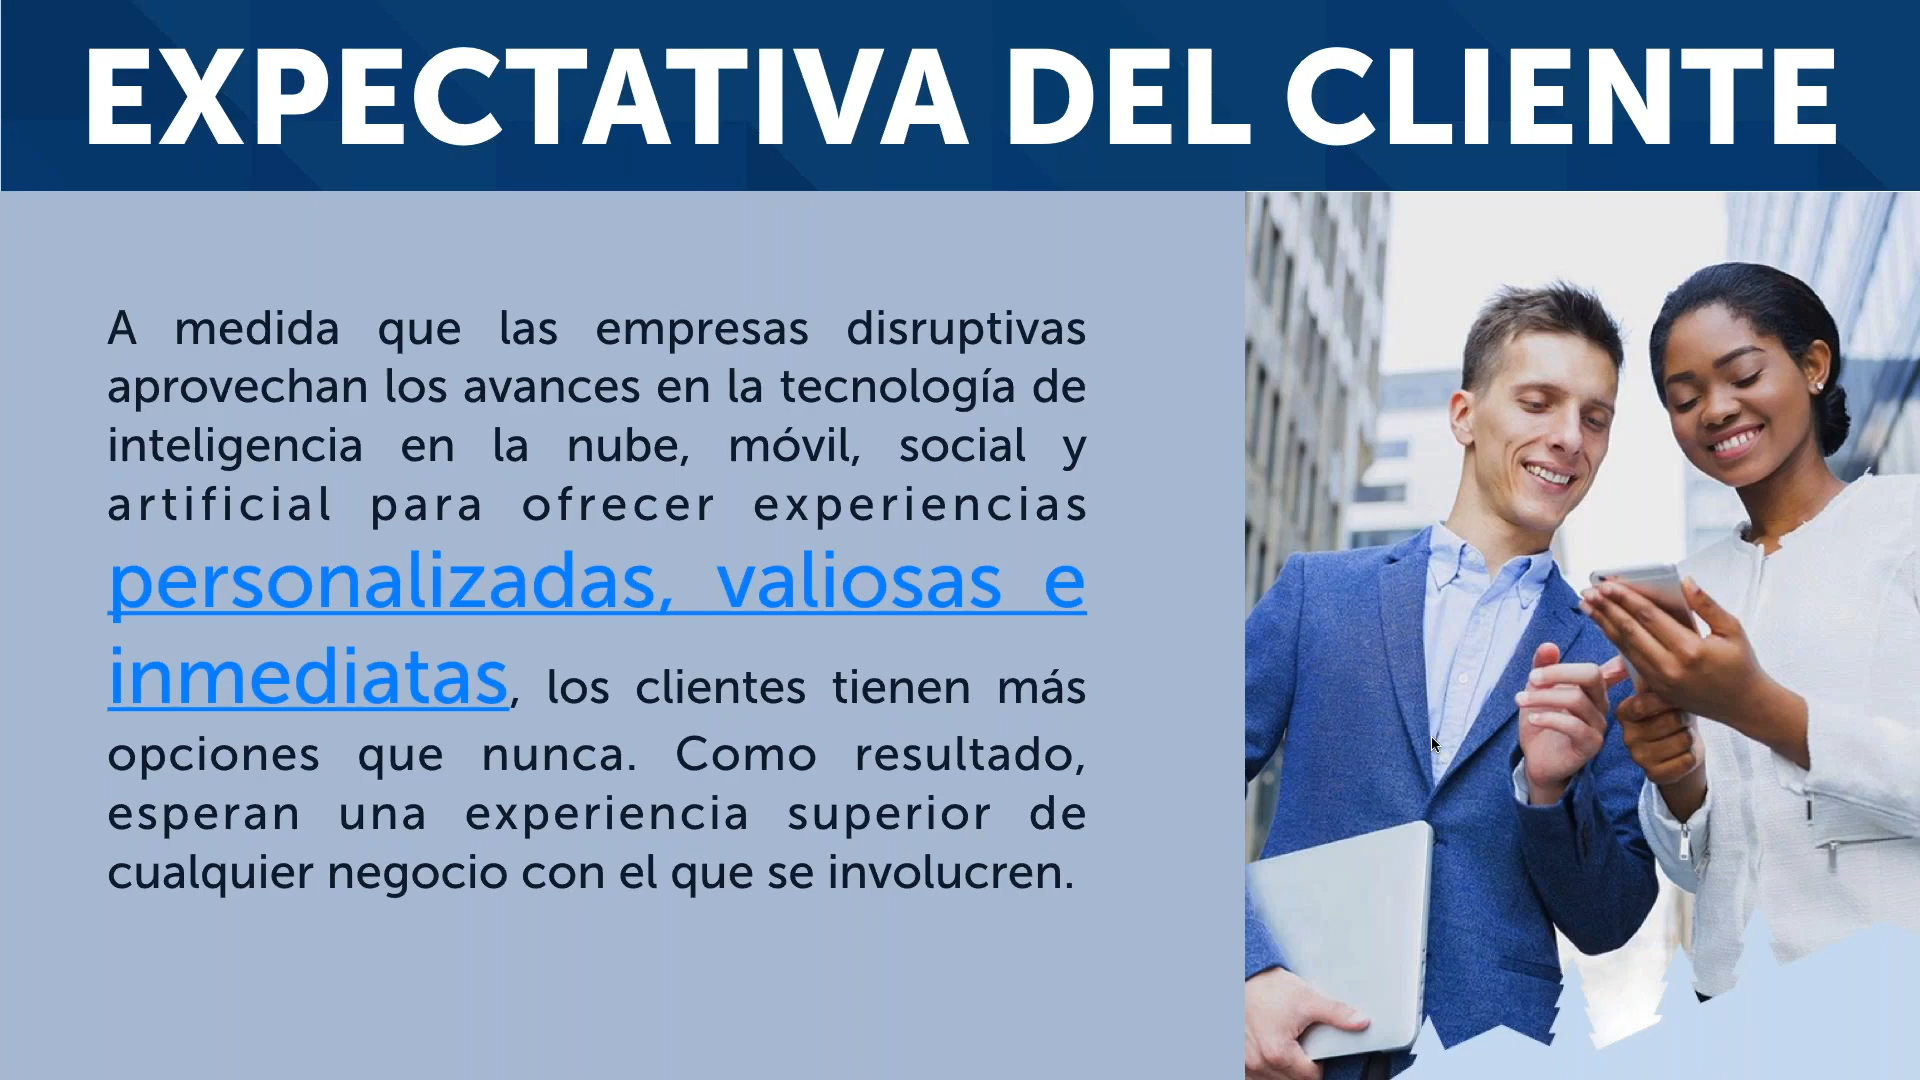 EXPECTATIVA DEL CLIENTE
A medida que las empresas disruptivas
aprovechan los avances en la tecnología de
inteligencia en la nube, móvil, social y
artificial para ofrecer experiencias
personalizadas, valiosas e
inmediatas, los clientes tienen más
opciones que nunca. Como resultado,
esperan una experiencia superior de
cualquier negocio con el que se involucren.